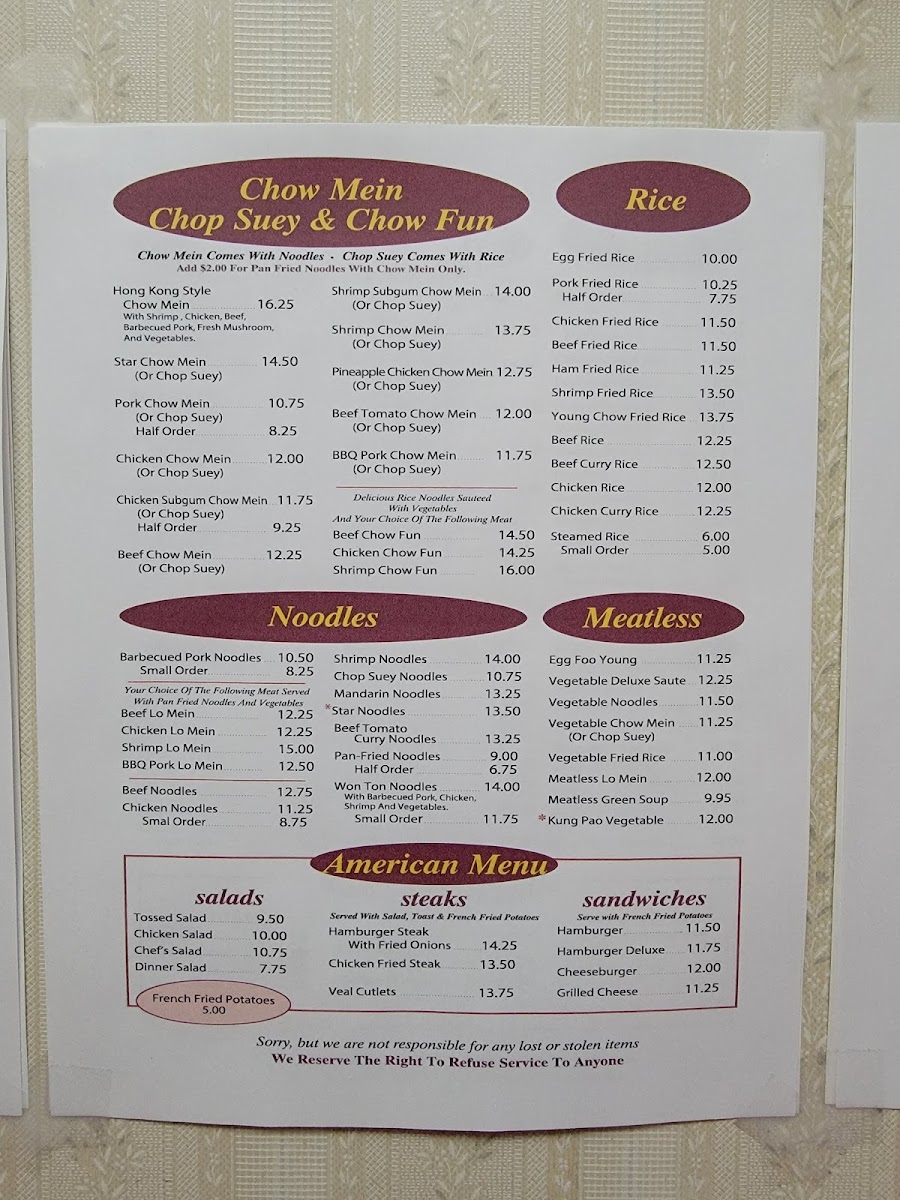 Chow Mein
Chop Suey & Chow Fun
Chow Mein Comes With Noodles · Chop Suey Comes With Rice
Add $2.00 For Pan Fried Noodles With Chow Mein Only.
Hong Kong Style
Chow Mein 16.25
With Shrimp , Chicken, Beef,
Barbecued Pork, Fresh Mushroom,
And Vegetables.
Star Chow Mein 14.50
(Or Chop Suey)
Pork Chow Mein 10.75
(Or Chop Suey)
Half Order 8.25
Chicken Chow Mein 12.00
(Or Chop Suey)
Chicken Subgum Chow Mein 11.75
(Or Chop Suey)
Half Order 9.25
Beef Chow Mein 12.25
(Or Chop Suey)
Shrimp Subgum Chow Mein 14.00
(Or Chop Suey)
Shrimp Chow Mein 13.75
(Or Chop Suey)
Pineapple Chicken Chow Mein 12.75
(Or Chop Suey)
Beef Tomato Chow Mein 12.00
(Or Chop Suey)
BBQ Pork Chow Mein 11.75
(Or Chop Suey)
Delicious Rice Noodles Sauteed
With Vegetables
And Your Choice Of The Following Meat
Beef Chow Fun 14.50
Chicken Chow Fun 14.25
Shrimp Chow Fun 16.00
Rice
Egg Fried Rice 10.00
Pork Fried Rice 10.25
Half Order 7.75
Chicken Fried Rice 11.50
Beef Fried Rice 11.50
Ham Fried Rice 11.25
Shrimp Fried Rice 13.50
Young Chow Fried Rice 13.75
Beef Rice 12.25
Beef Curry Rice 12.50
Chicken Rice 12.00
Chicken Curry Rice 12.25
Steamed Rice 6.00
Small Order 5.00
Noodles
Barbecued Pork Noodles 10.50
Small Order 8.25
Your Choice Of The Following Meat Served
With Pan Fried Noodles And Vegetables
Beef Lo Mein 12.25
Chicken Lo Mein 12.25
Shrimp Lo Mein 15.00
BBQ Pork Lo Mein 12.50
Beef Noodles 12.75
Chicken Noodles 11.25
Smal Order 8.75
Shrimp Noodles 14.00
Chop Suey Noodles 10.75
Mandarin Noodles 13.25
*Star Noodles 13.50
Beef Tomato
Curry Noodles 13.25
Pan-Fried Noodles 9.00
Half Order 6.75
Won Ton Noodles 14.00
With Barbecued Pork, Chicken,
Shrimp And Vegetables.
Small Order 11.75
Meatless
Egg Foo Young 11.25
Vegetable Deluxe Saute 12.25
Vegetable Noodles 11.50
Vegetable Chow Mein 11.25
(Or Chop Suey)
Vegetable Fried Rice 11.00
Meatless Lo Mein 12.00
Meatless Green Soup 9.95
*Kung Pao Vegetable 12.00
American Menu
salads
Tossed Salad 9.50
Chicken Salad 10.00
Chef's Salad 10.75
Dinner Salad 7.75
French Fried Potatoes
5.00
steaks
Served With Salad, Toast & French Fried Potatoes
Hamburger Steak
With Fried Onions 14.25
Chicken Fried Steak 13.50
Veal Cutlets 13.75
sandwiches
Serve with French Fried Potatoes
Hamburger 11.50
Hamburger Deluxe 11.75
Cheeseburger 12.00
Grilled Cheese 11.25
Sorry, but we are not responsible for any lost or stolen items
We Reserve The Right To Refuse Service To Anyone